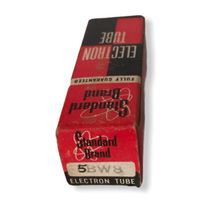 ELECTRON
TUBE
FULLY GUARANTEED
Standard
Brand
Standard
Brand
5BW8
ELECTRON TUBE